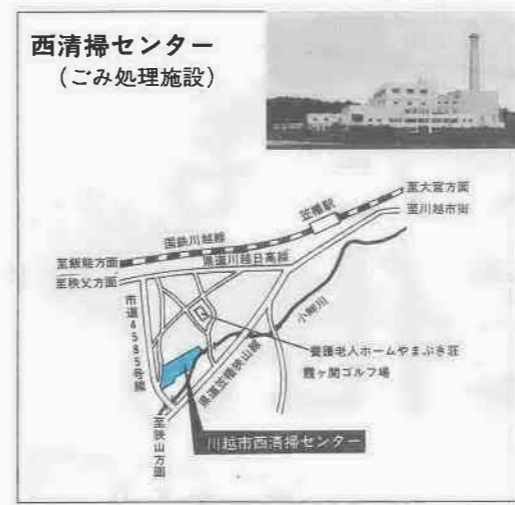 西清掃センター
(ごみ処理施設)
至大宮方面
至川越市街
笠幡駅
国鉄川越線
県道川越日高線
至飯能方面
至秩父方面
市道4585号線
小畔川
養護老人ホームやまぶき荘
霞ヶ関ゴルフ場
県道笠幡狭山線
至狭山方面
川越市西清掃センター